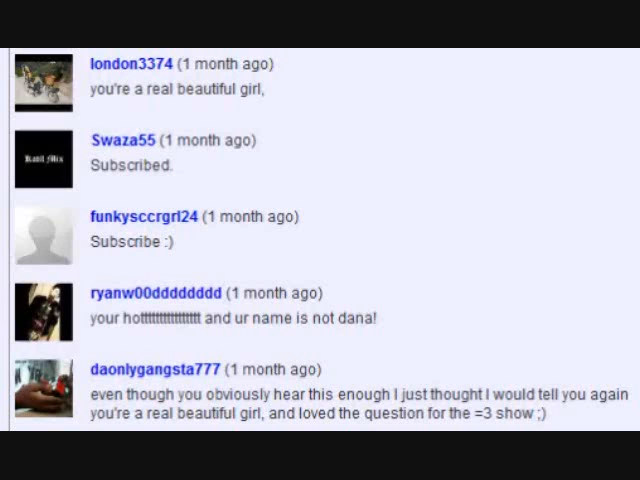 london3374 (1 month ago)
you're a real beautiful girl,
Swaza55 (1 month ago)
Subscribed.
funkysccrgrl24 (1 month ago)
Subscribe :)
ryanw00dddddddd (1 month ago)
your hotttttttttttttttttt and ur name is not dana!
daonlygangsta777 (1 month ago)
even though you obviously hear this enough I just thought I would tell you again
you're a real beautiful girl, and loved the question for the =3 show ;)